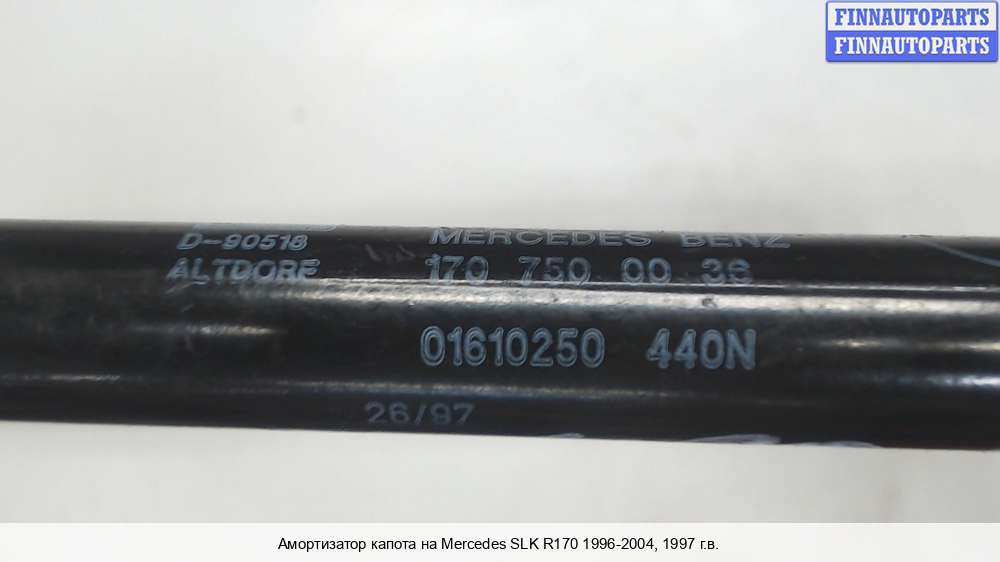 FINNAUTOPARTS
FINNAUTOPARTS
D-90518
ALTDORF
MERCEDES BENZ
170 750 00 36
01610250 440N
26/97
Амортизатор капота на Mercedes SLK R170 1996-2004, 1997 г.в.